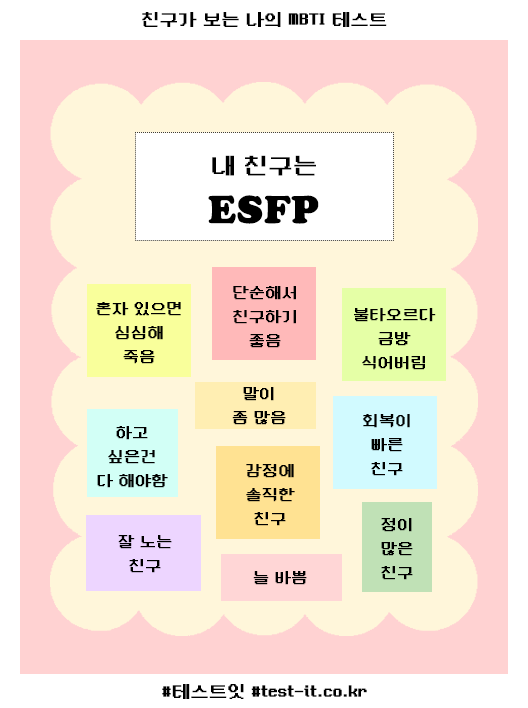 친구가 보는 나의 MBTI 테스트
내 친구는
ESFP
혼자 있으면
심심해
죽음
단순해서
친구하기
좋음
불타오르다
금방
식어버림
말이
좀 많음
하고
싶은건
다 해야함
회복이
빠른
친구
감정에
솔직한
친구
잘 노는
친구
늘 바쁨
정이
많은
친구
#테스트잇 #test-it.co.kr